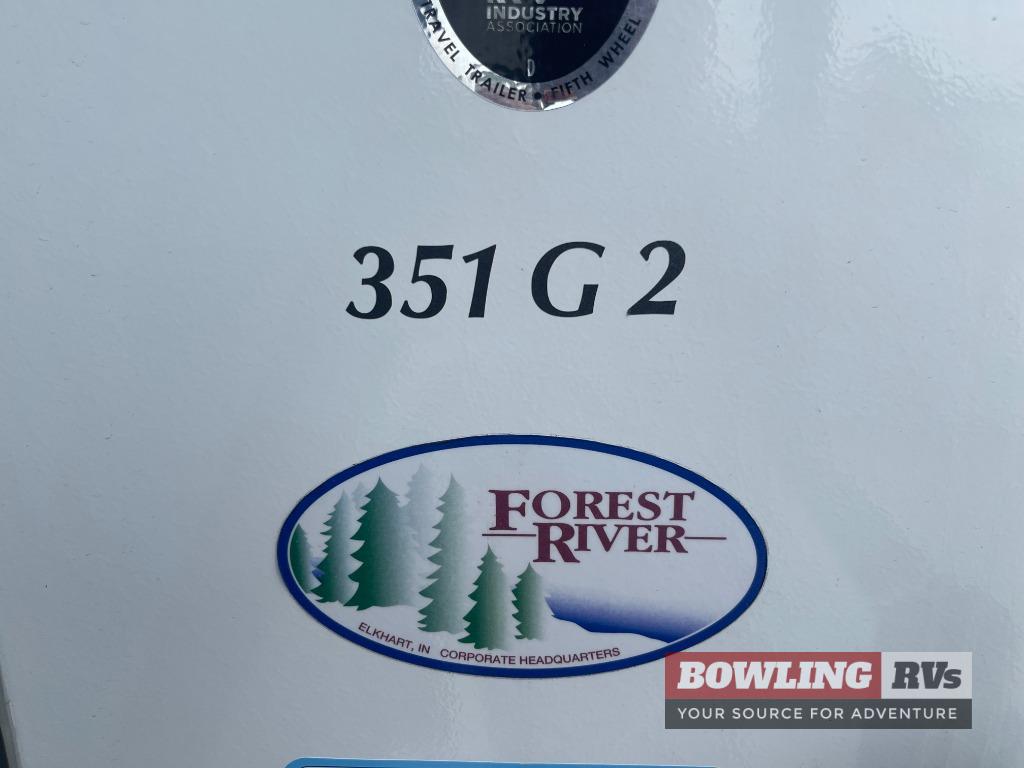 INDUSTRY
ASSOCIATION
D
TRAVEL TRAILER • FIFTH WHEEL
351 G 2
FOREST
RIVER
ELKHART, IN CORPORATE HEADQUARTERS
BOWLING RVs
YOUR SOURCE FOR ADVENTURE